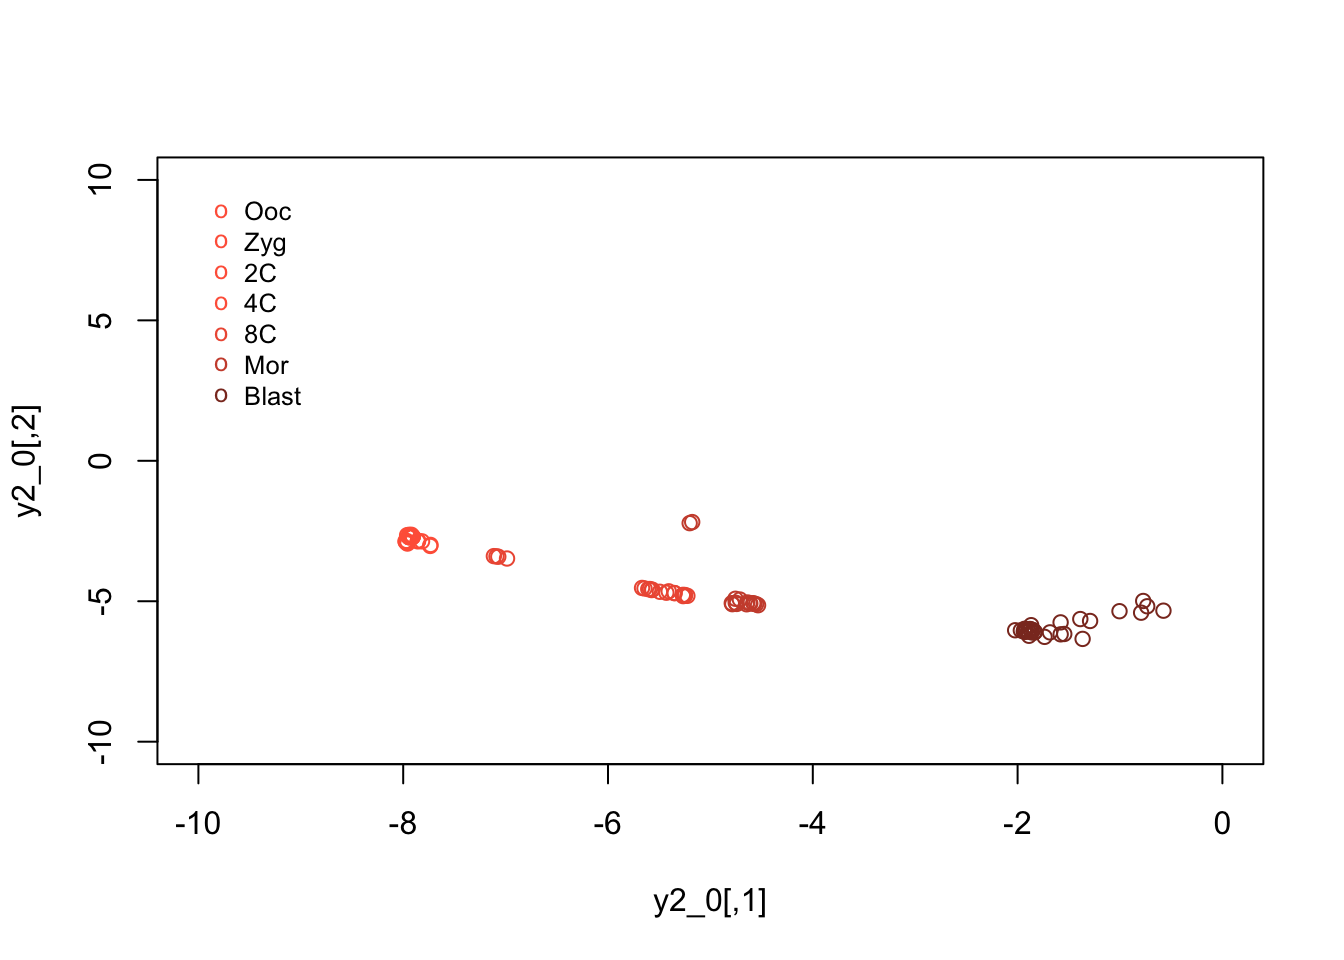 10
5
0
-5
-10
y2_0[,2]
o Ooc
o Zyg
o 2C
o 4C
o 8C
o Mor
o Blast
-10 -8 -6 -4 -2 0
y2_0[,1]